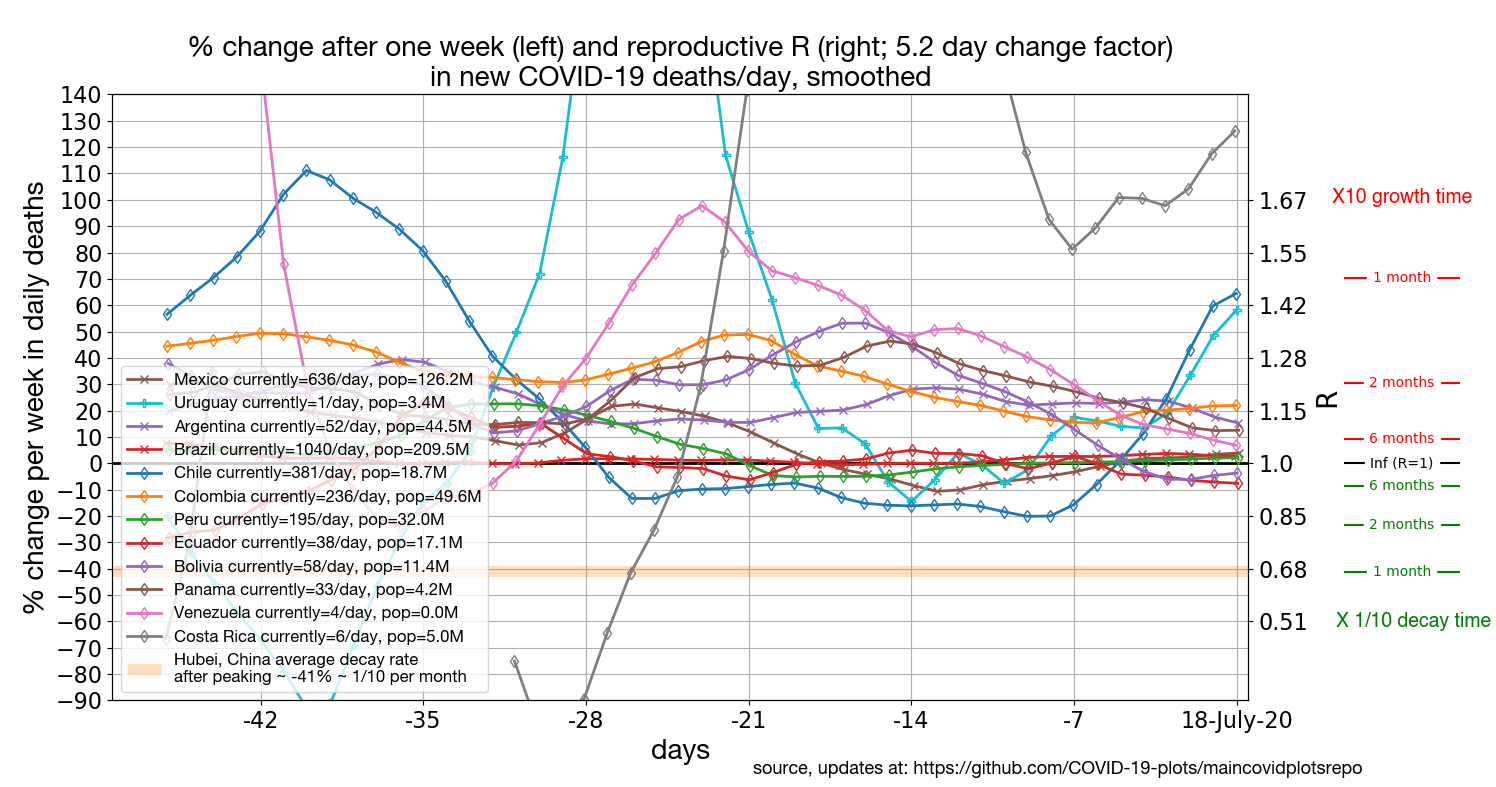 % change after one week (left) and reproductive R (right; 5.2 day change factor)
in new COVID-19 deaths/day, smoothed
% change per week in daily deaths
140
130
120
110
100
90
80
70
60
50
40
30
20
10
0
−10
−20
−30
−40
−50
−60
−70
−80
−90
Mexico currently=636/day, pop=126.2M
Uruguay currently=1/day, pop=3.4M
Argentina currently=52/day, pop=44.5M
Brazil currently=1040/day, pop=209.5M
Chile currently=381/day, pop=18.7M
Colombia currently=236/day, pop=49.6M
Peru currently=195/day, pop=32.0M
Ecuador currently=38/day, pop=17.1M
Bolivia currently=58/day, pop=11.4M
Panama currently=33/day, pop=4.2M
Venezuela currently=4/day, pop=0.0M
Costa Rica currently=6/day, pop=5.0M
Hubei, China average decay rate
after peaking ~ -41% ~ 1/10 per month
-42 -35 -28 -21 -14 -7 18-July-20
days
1.67
1.55
1.42
1.28
1.15
1.0
0.85
0.68
0.51
R
X10 growth time
1 month
2 months
6 months
Inf (R=1)
6 months
2 months
1 month
X 1/10 decay time
source, updates at: https://github.com/COVID-19-plots/maincovidplotsrepo